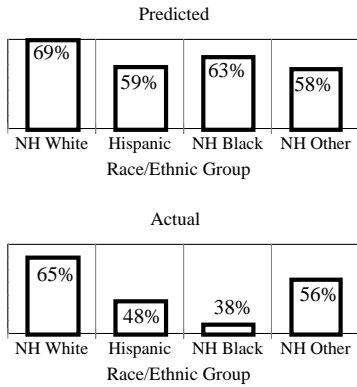 Predicted
69% 59% 63% 58%
NH White Hispanic NH Black NH Other
Race/Ethnic Group
Actual
65% 48% 38% 56%
NH White Hispanic NH Black NH Other
Race/Ethnic Group